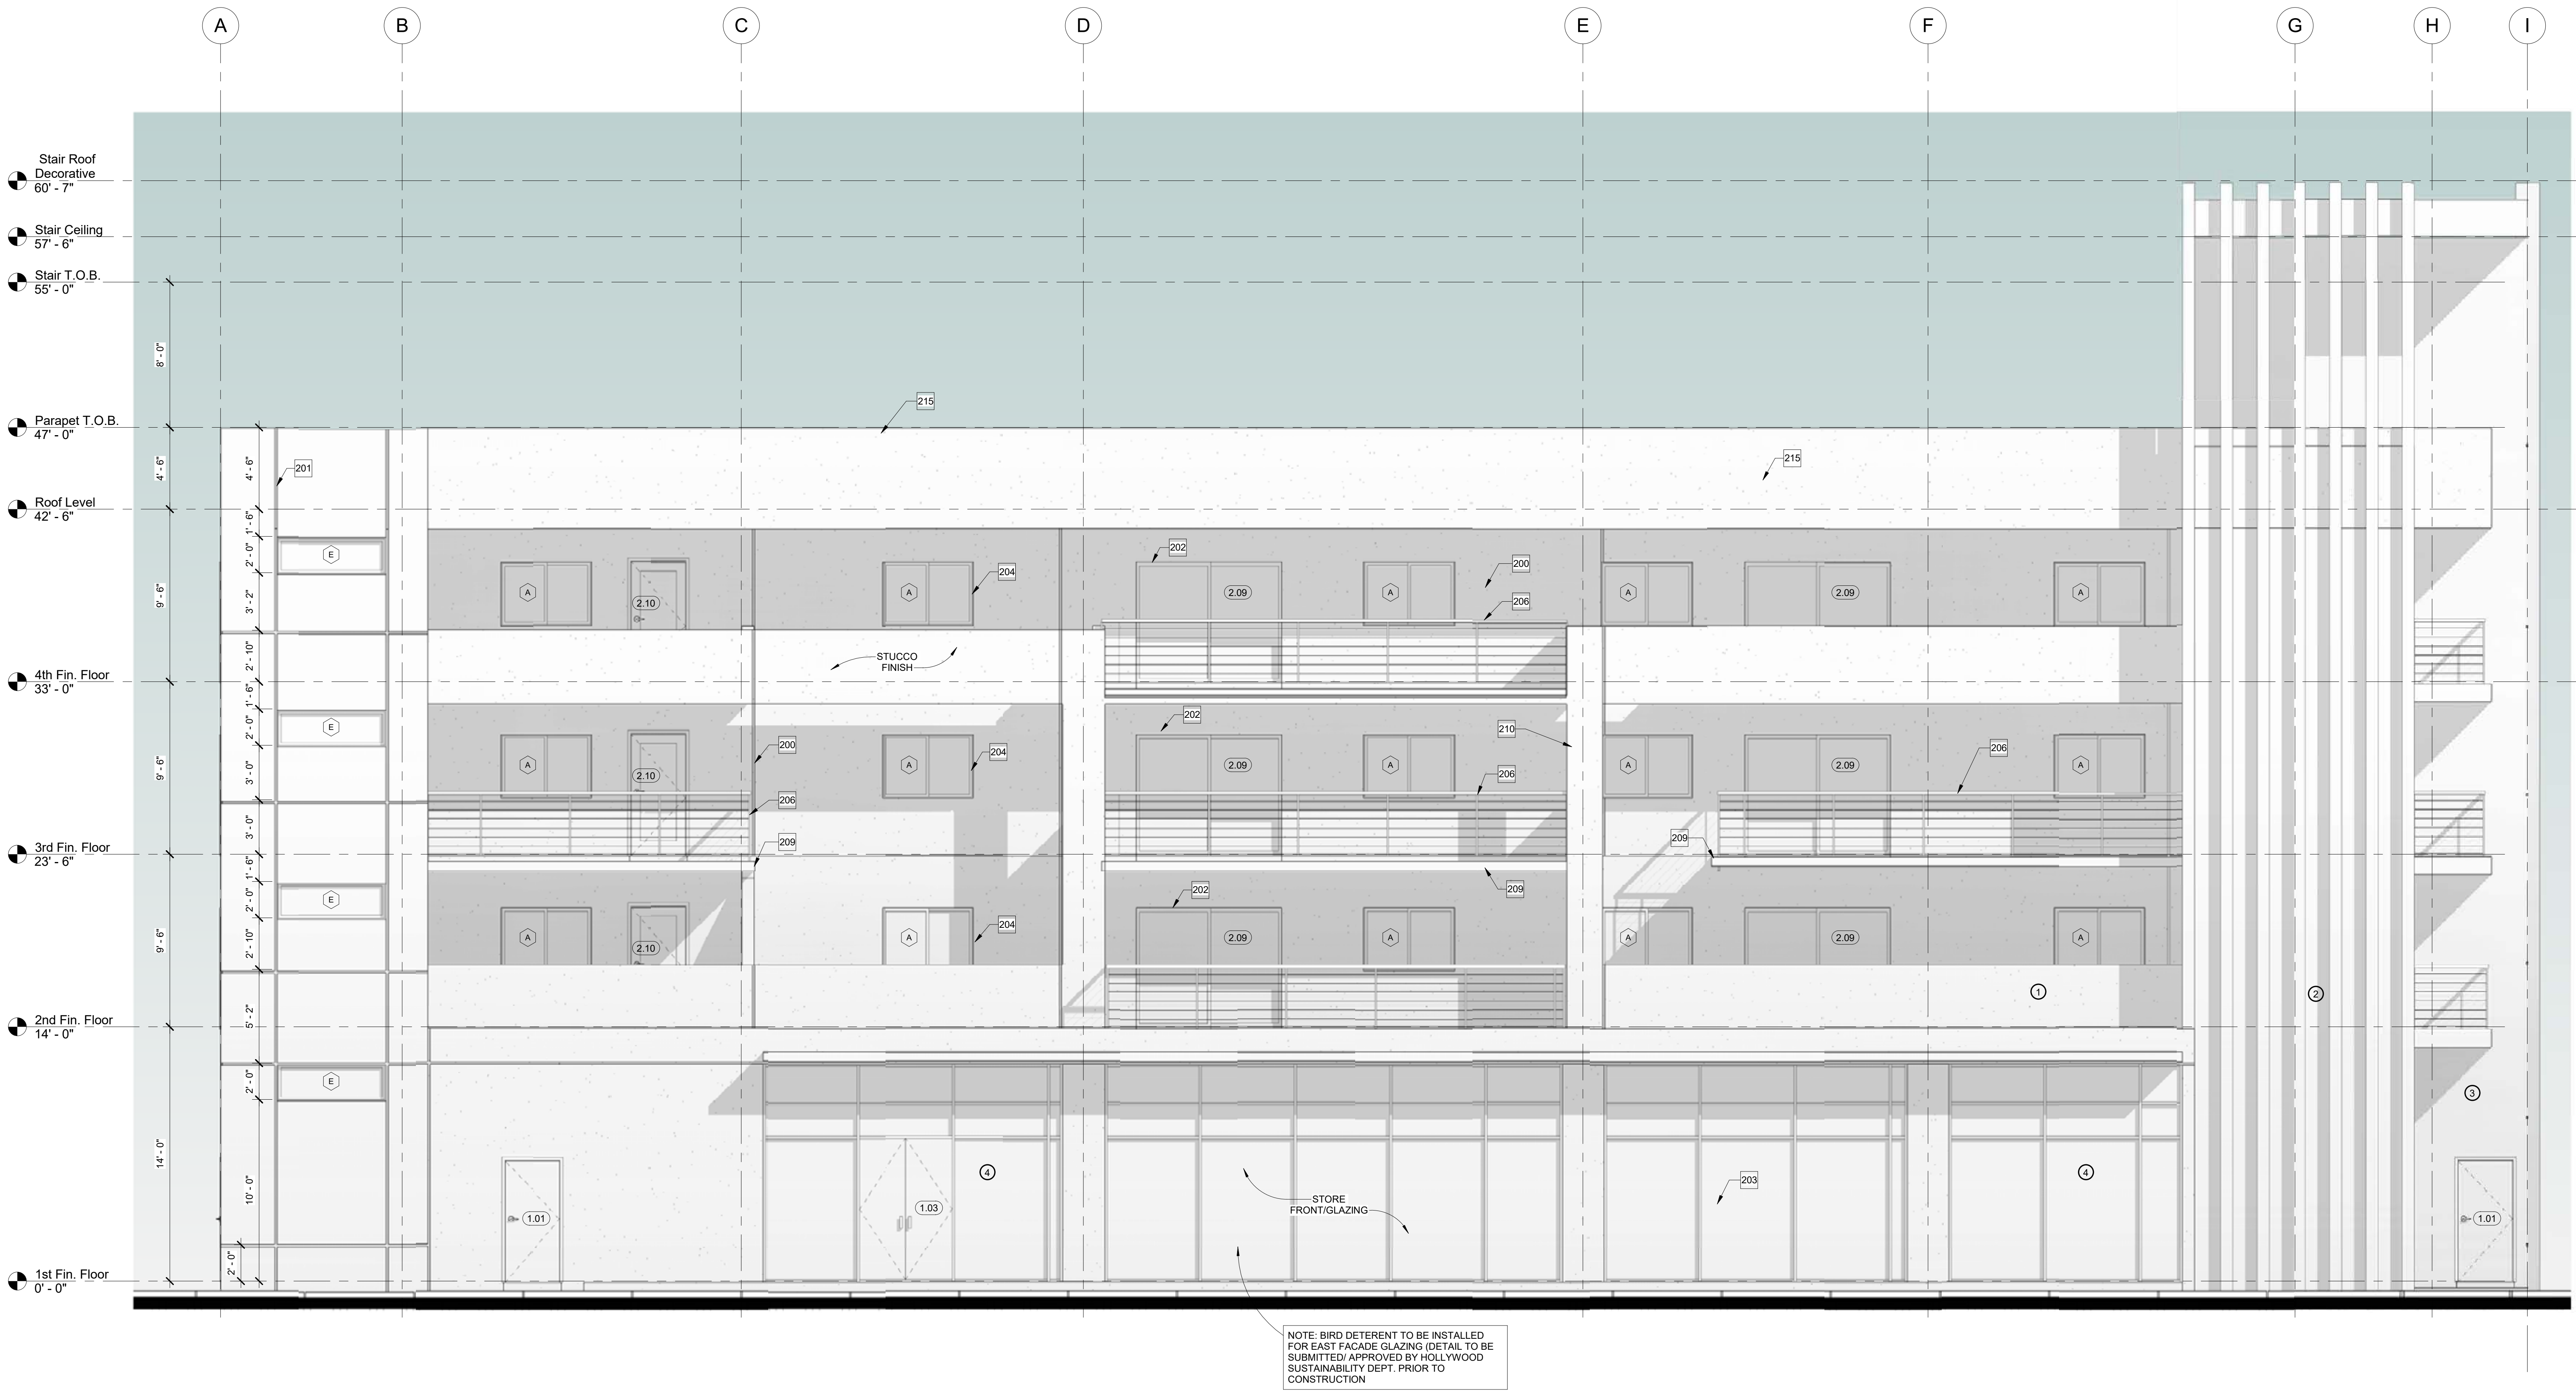 A B C D E F G H I
Stair Roof
Decorative
60' - 7"
Stair Ceiling
57' - 6"
Stair T.O.B.
55' - 0"
8' - 0"
215
Parapet T.O.B.
47' - 0"
4' - 6"
4' - 6"
201
215
Roof Level
42' - 6"
1' - 6"
E
2' - 0"
202
200
204
A
2.10
A
2.09
A
A
2.09
A
9' - 6"
3' - 2"
206
STUCCO
FINISH
2' - 10"
4th Fin. Floor
33' - 0"
1' - 6"
E
2' - 0"
202
210
200
204
206
A
2.10
A
2.09
A
A
2.09
A
9' - 6"
3' - 0"
206
206
3' - 0"
209
209
3rd Fin. Floor
23' - 6"
1' - 6"
E
2' - 0"
202
209
204
A
2.10
A
2.09
A
A
2.09
A
9' - 6"
2' - 10"
1
2
5' - 2"
2nd Fin. Floor
14' - 0"
E
2' - 0"
3
14' - 0"
10' - 0"
4
4
203
STORE
FRONT/GLAZING
1.01
1.03
1.01
2' - 0"
1st Fin. Floor
0' - 0"
NOTE: BIRD DETERENT TO BE INSTALLED
FOR EAST FACADE GLAZING (DETAIL TO BE
SUBMITTED/ APPROVED BY HOLLYWOOD
SUSTAINABILITY DEPT. PRIOR TO
CONSTRUCTION